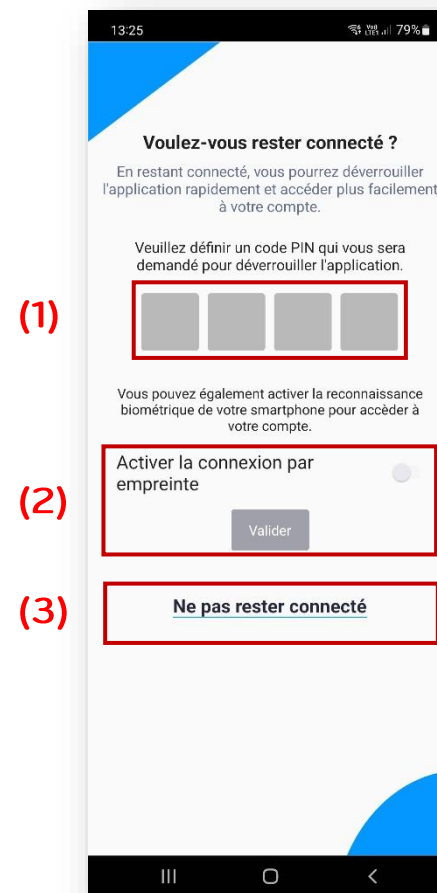 13:25 Vo) LTE1 79%
Voulez-vous rester connecté ?
En restant connecté, vous pourrez déverrouiller
l'application rapidement et accéder plus facilement
à votre compte.
Veuillez définir un code PIN qui vous sera
demandé pour déverrouiller l'application.
(1)
Vous pouvez également activer la reconnaissance
biométrique de votre smartphone pour accèder à
votre compte.
Activer la connexion par
empreinte
(2)
Valider
(3)
Ne pas rester connecté